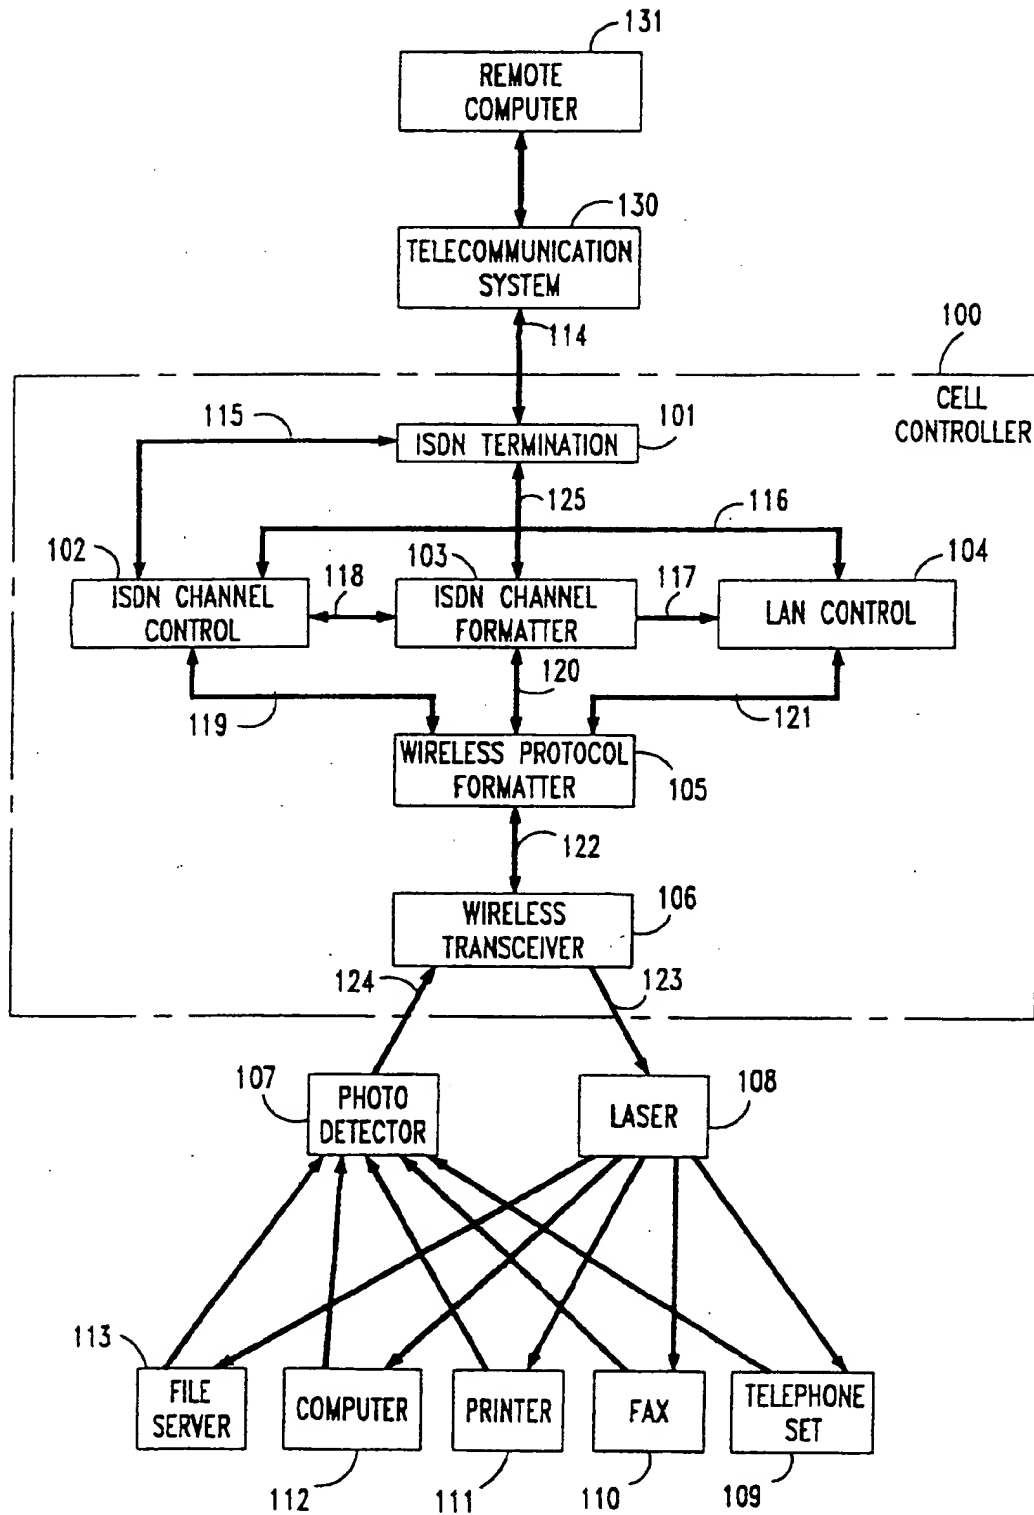 131
REMOTE
COMPUTER
130
TELECOMMUNICATION
SYSTEM
114
100
CELL
CONTROLLER
115
101
ISDN TERMINATION
125
116
102
103
104
ISDN CHANNEL
CONTROL
118
ISDN CHANNEL
FORMATTER
117
LAN CONTROL
120
119
121
WIRELESS PROTOCOL
FORMATTER
105
122
106
WIRELESS
TRANSCEIVER
124
123
107
108
PHOTO
DETECTOR
LASER
113
FILE
SERVER
COMPUTER
PRINTER
FAX
TELEPHONE
SET
112
111
110
109